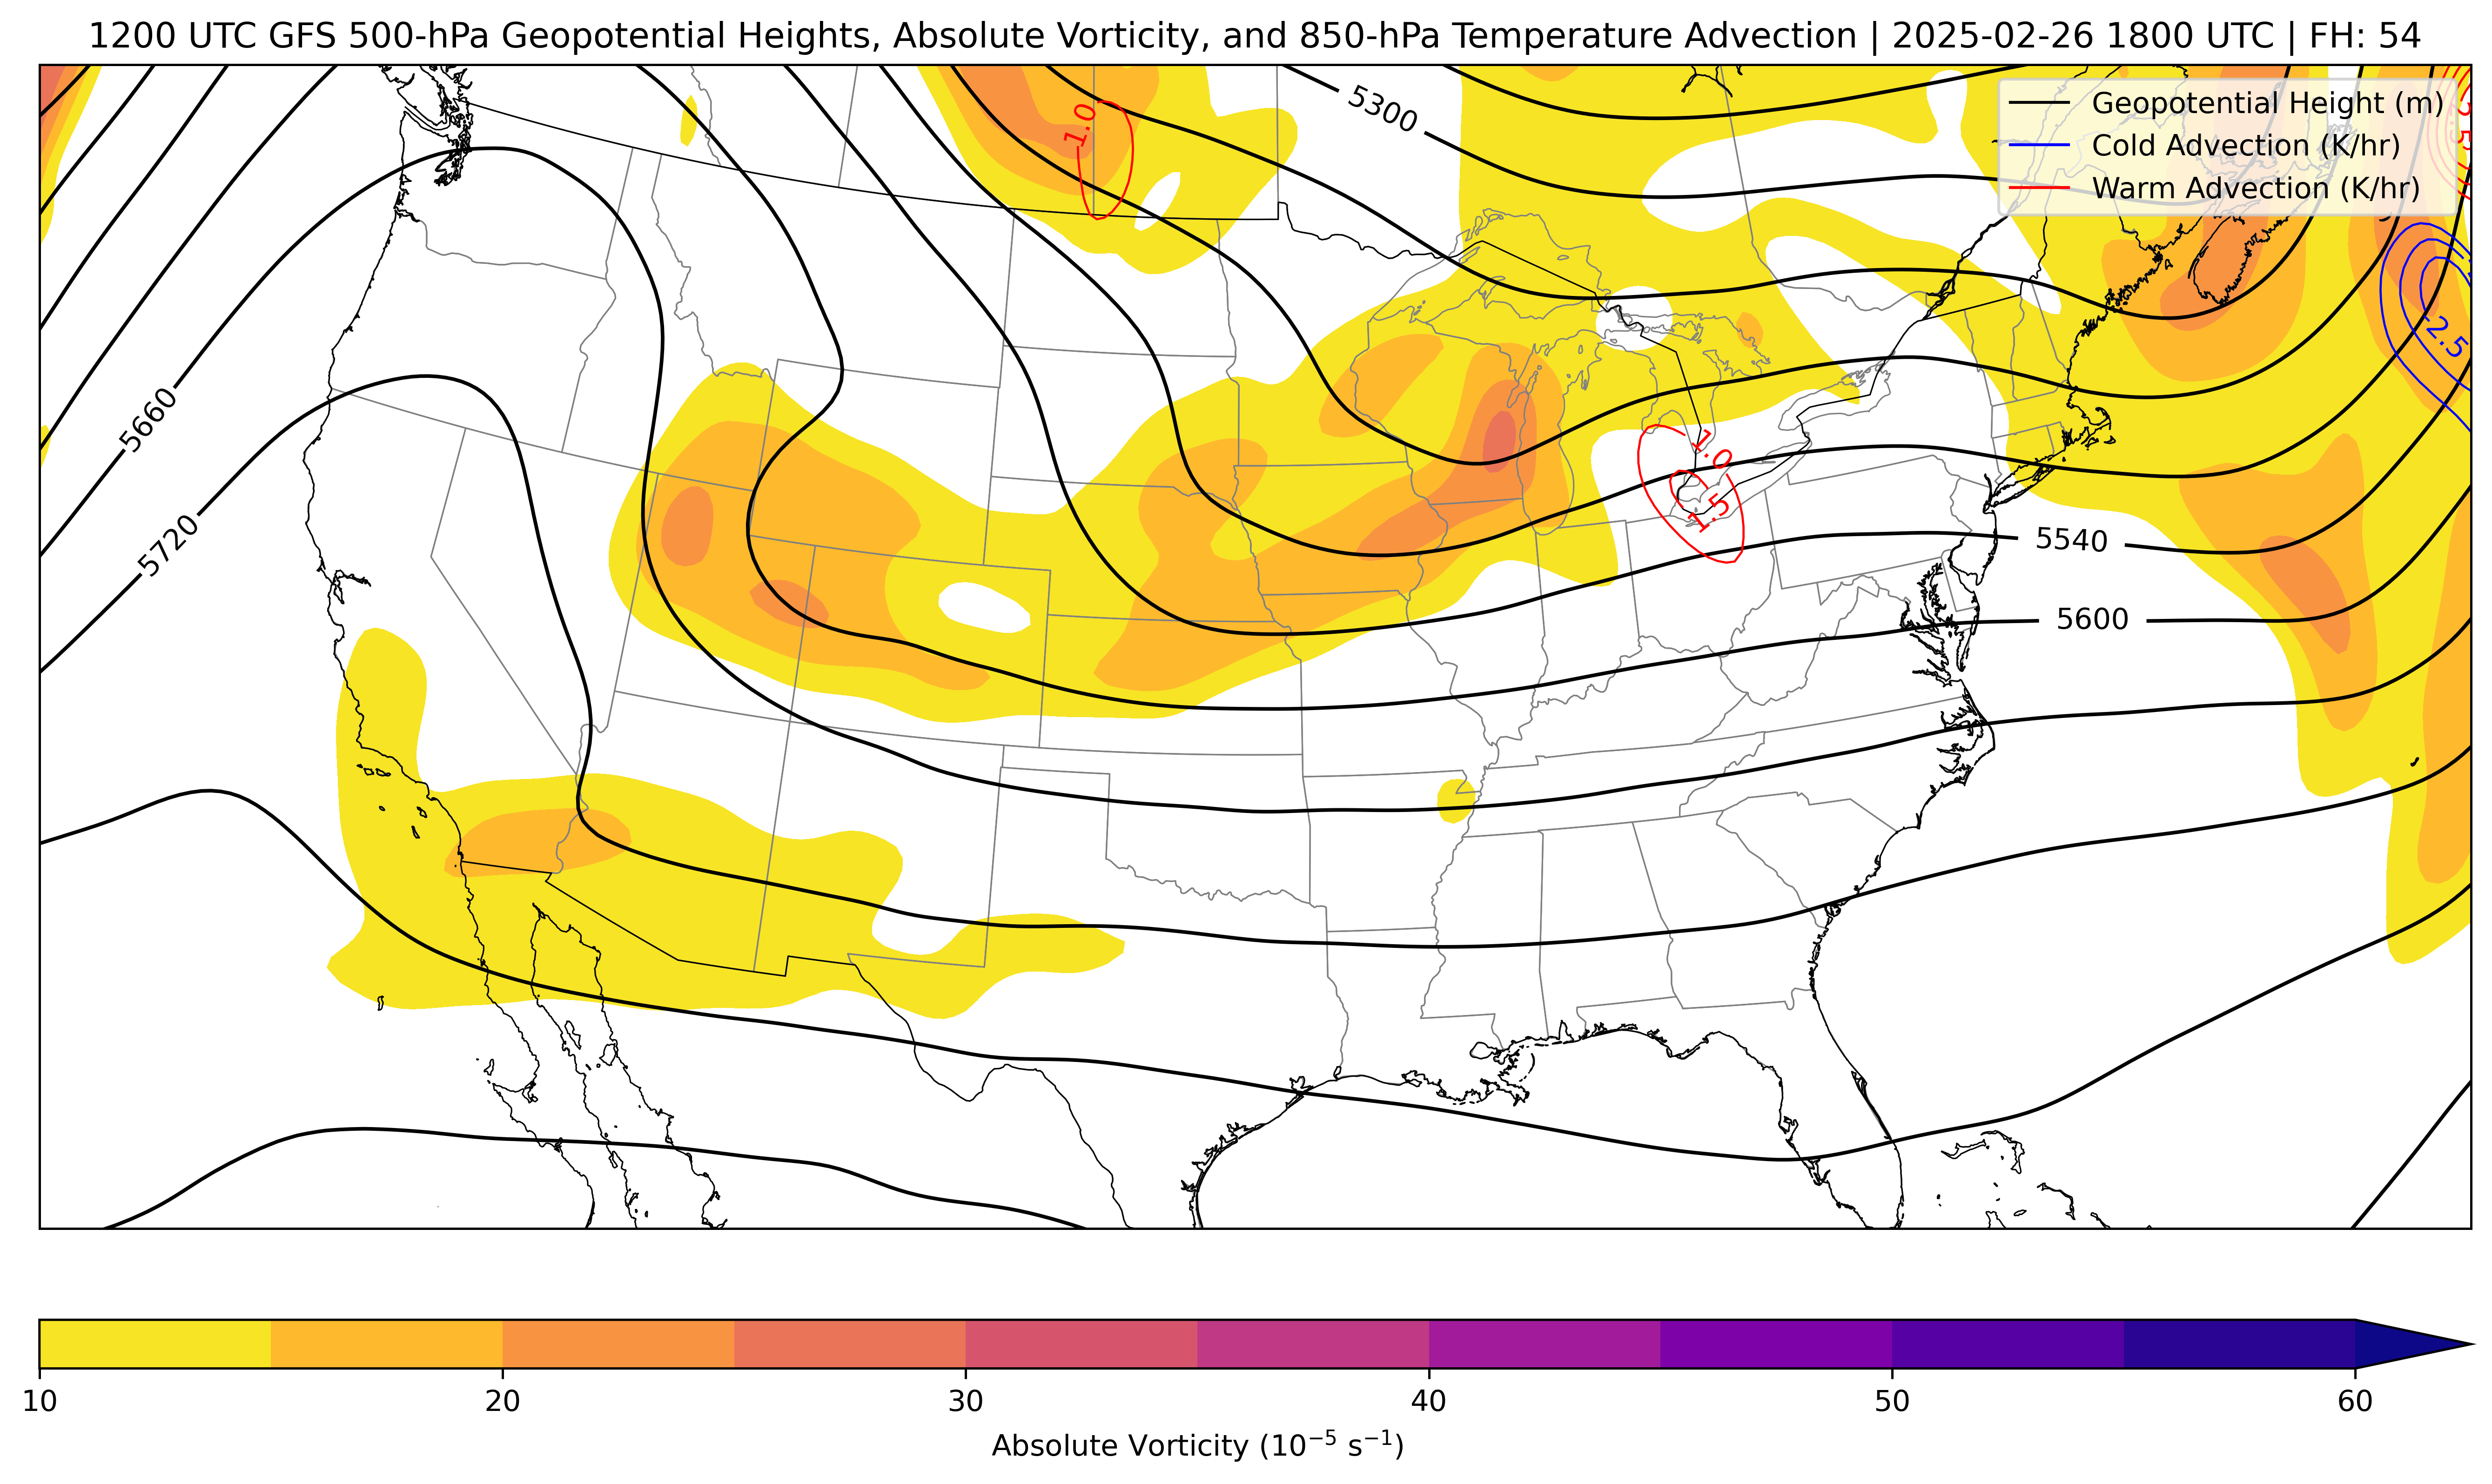 1200 UTC GFS 500-hPa Geopotential Heights, Absolute Vorticity, and 850-hPa Temperature Advection | 2025-02-26 1800 UTC | FH: 54
Geopotential Height (m)
Cold Advection (K/hr)
Warm Advection (K/hr)
5300
1.0
-2.5
5660
1.0
1.5
5720
5540
5600
10 20 30 40 50 60
Absolute Vorticity (10⁻⁵ s⁻¹)